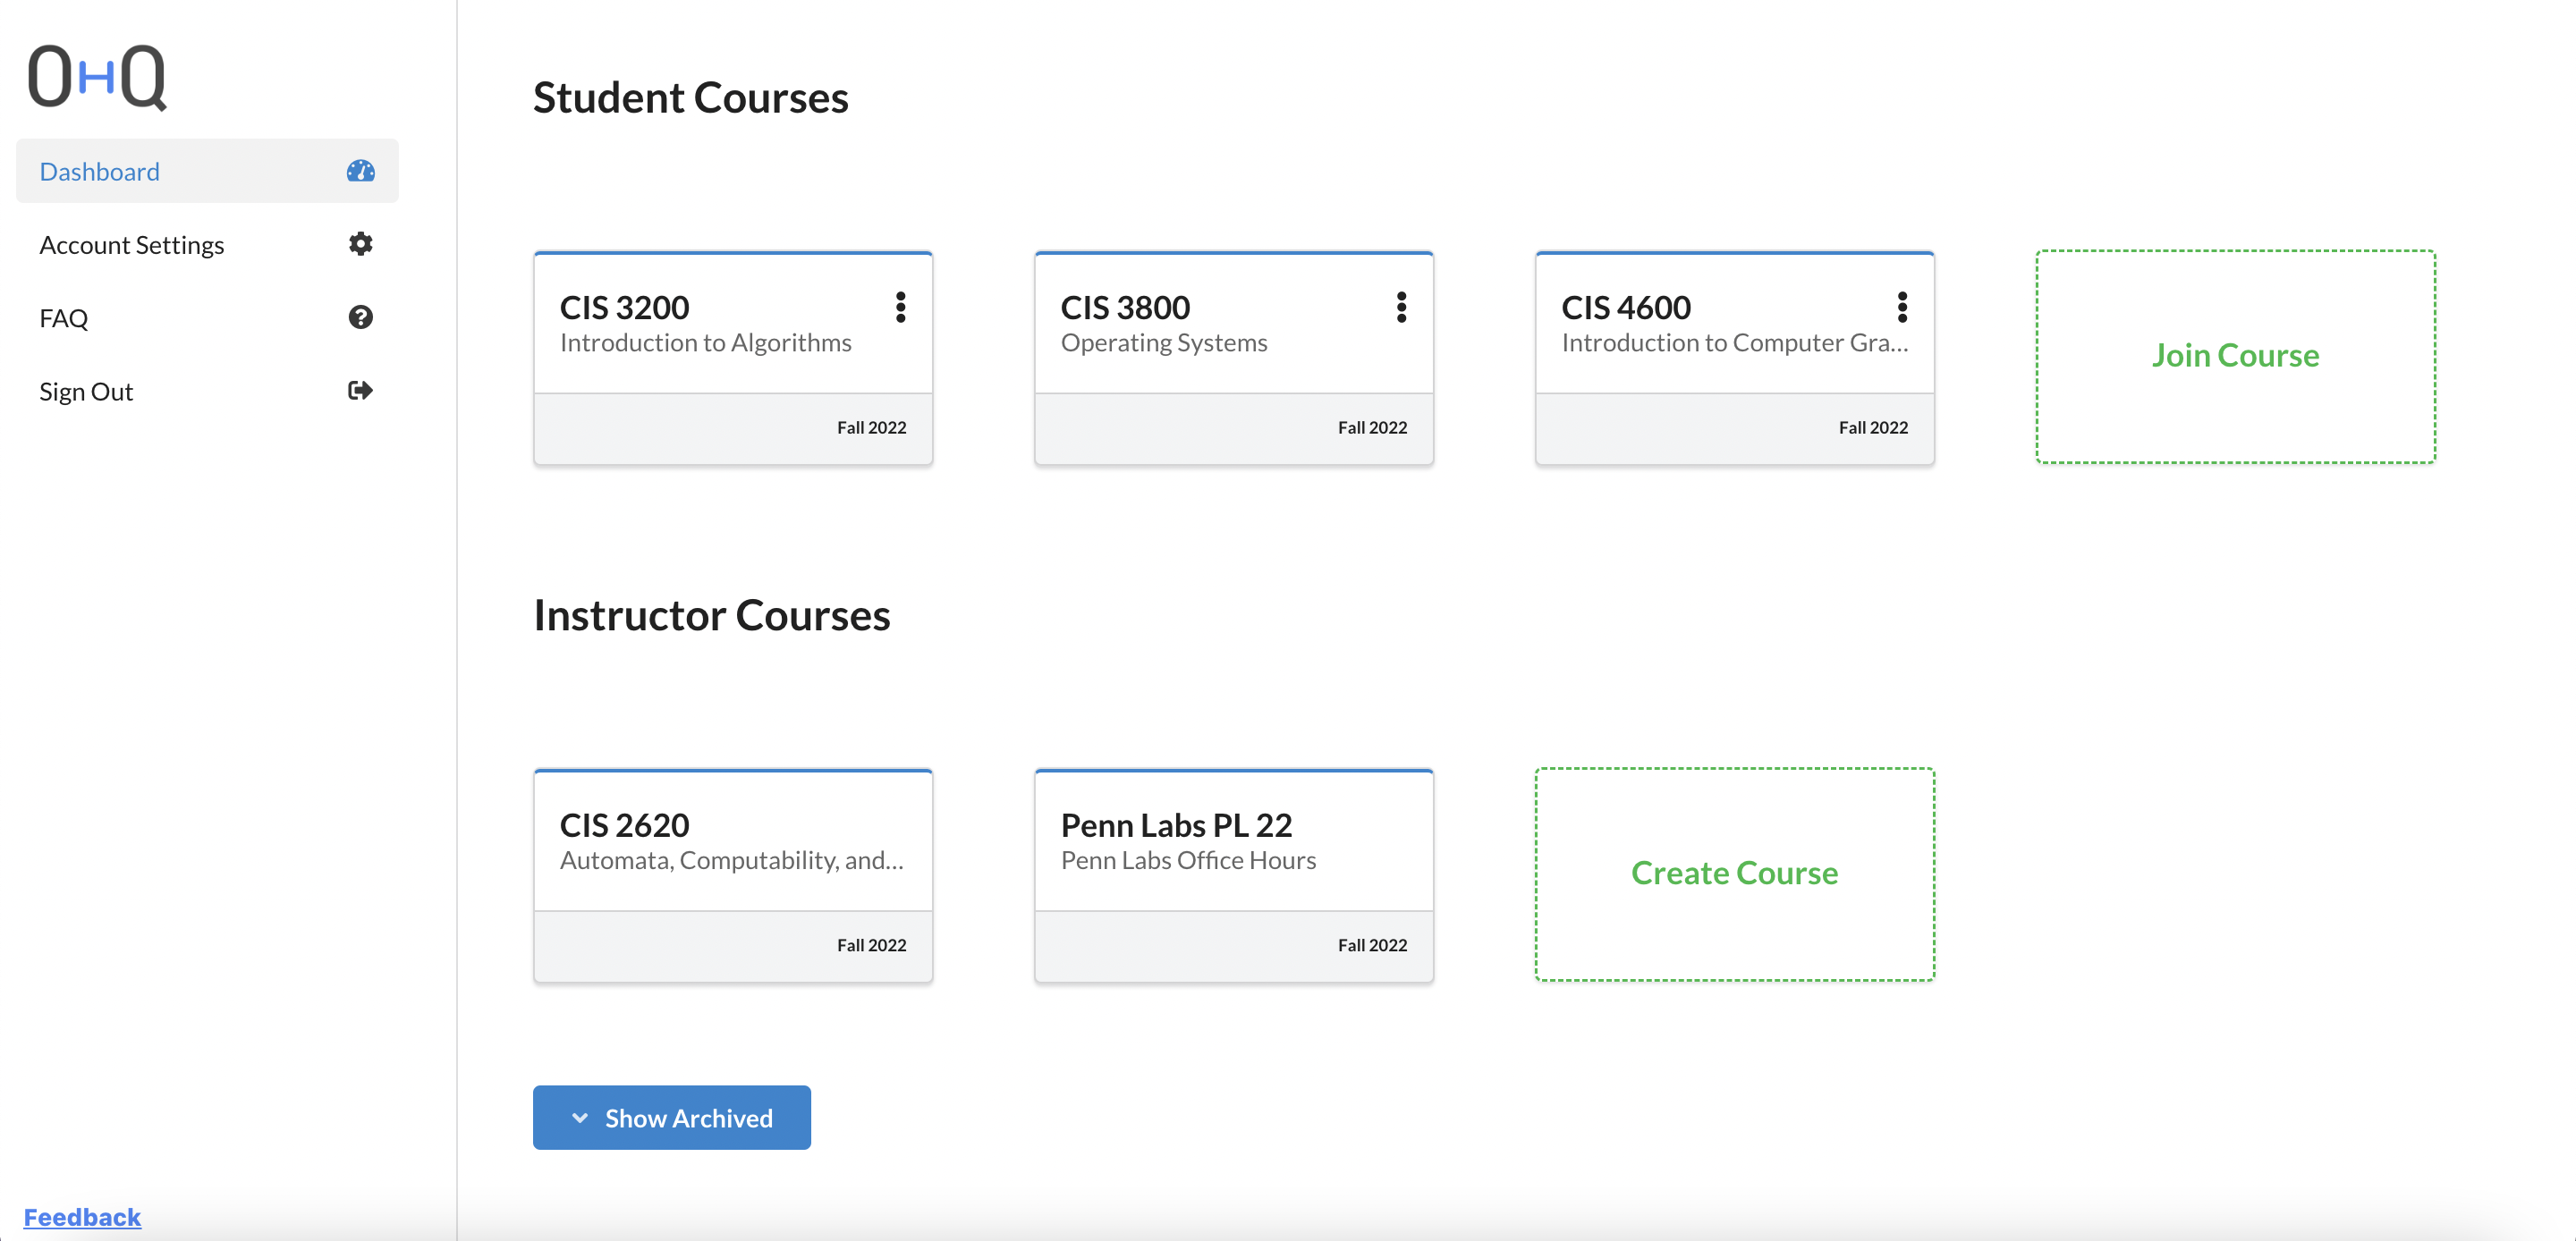 OHQ
Dashboard
Account Settings
FAQ
Sign Out
Feedback
Student Courses
CIS 3200
Introduction to Algorithms
Fall 2022
CIS 3800
Operating Systems
Fall 2022
CIS 4600
Introduction to Computer Gra...
Fall 2022
Join Course
Instructor Courses
CIS 2620
Automata, Computability, and...
Fall 2022
Penn Labs PL 22
Penn Labs Office Hours
Fall 2022
Create Course
Show Archived